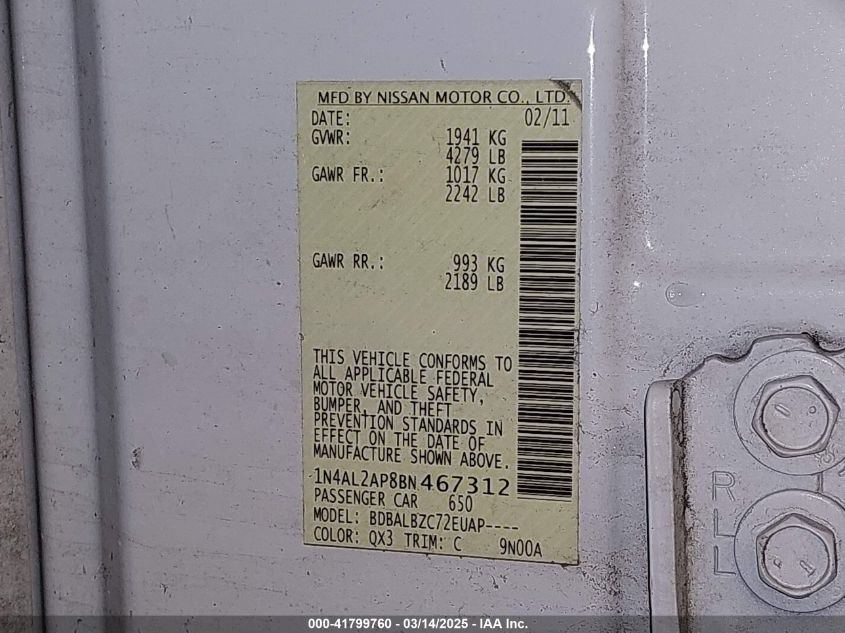 MFD BY NISSAN MOTOR CO., LTD.
DATE: 02/11
GVWR: 1941 KG
4279 LB
GAWR FR.: 1017 KG
2242 LB
GAWR RR.: 993 KG
2189 LB
THIS VEHICLE CONFORMS TO
ALL APPLICABLE FEDERAL
MOTOR VEHICLE SAFETY,
BUMPER, AND THEFT
PREVENTION STANDARDS IN
EFFECT ON THE DATE OF
MANUFACTURE SHOWN ABOVE.
1N4AL2AP8BN467312
PASSENGER CAR 650
MODEL: BDBALBZC72EUAP----
COLOR: QX3 TRIM: C 9N00A
RLL
000-41799760 - 03/14/2025 - IAA Inc.